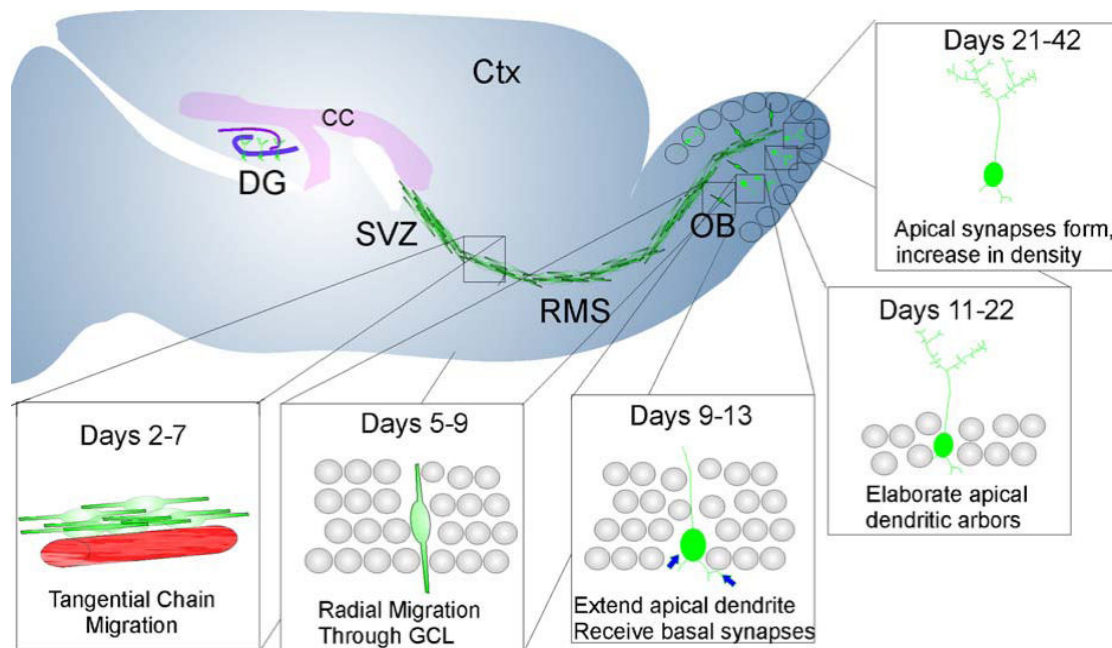 Ctx
CC
DG
SVZ
OB
RMS
Days 21-42
Apical synapses form,
increase in density
Days 11-22
Elaborate apical
dendritic arbors
Days 2-7
Tangential Chain
Migration
Days 5-9
Radial Migration
Through GCL
Days 9-13
Extend apical dendrite
Receive basal synapses